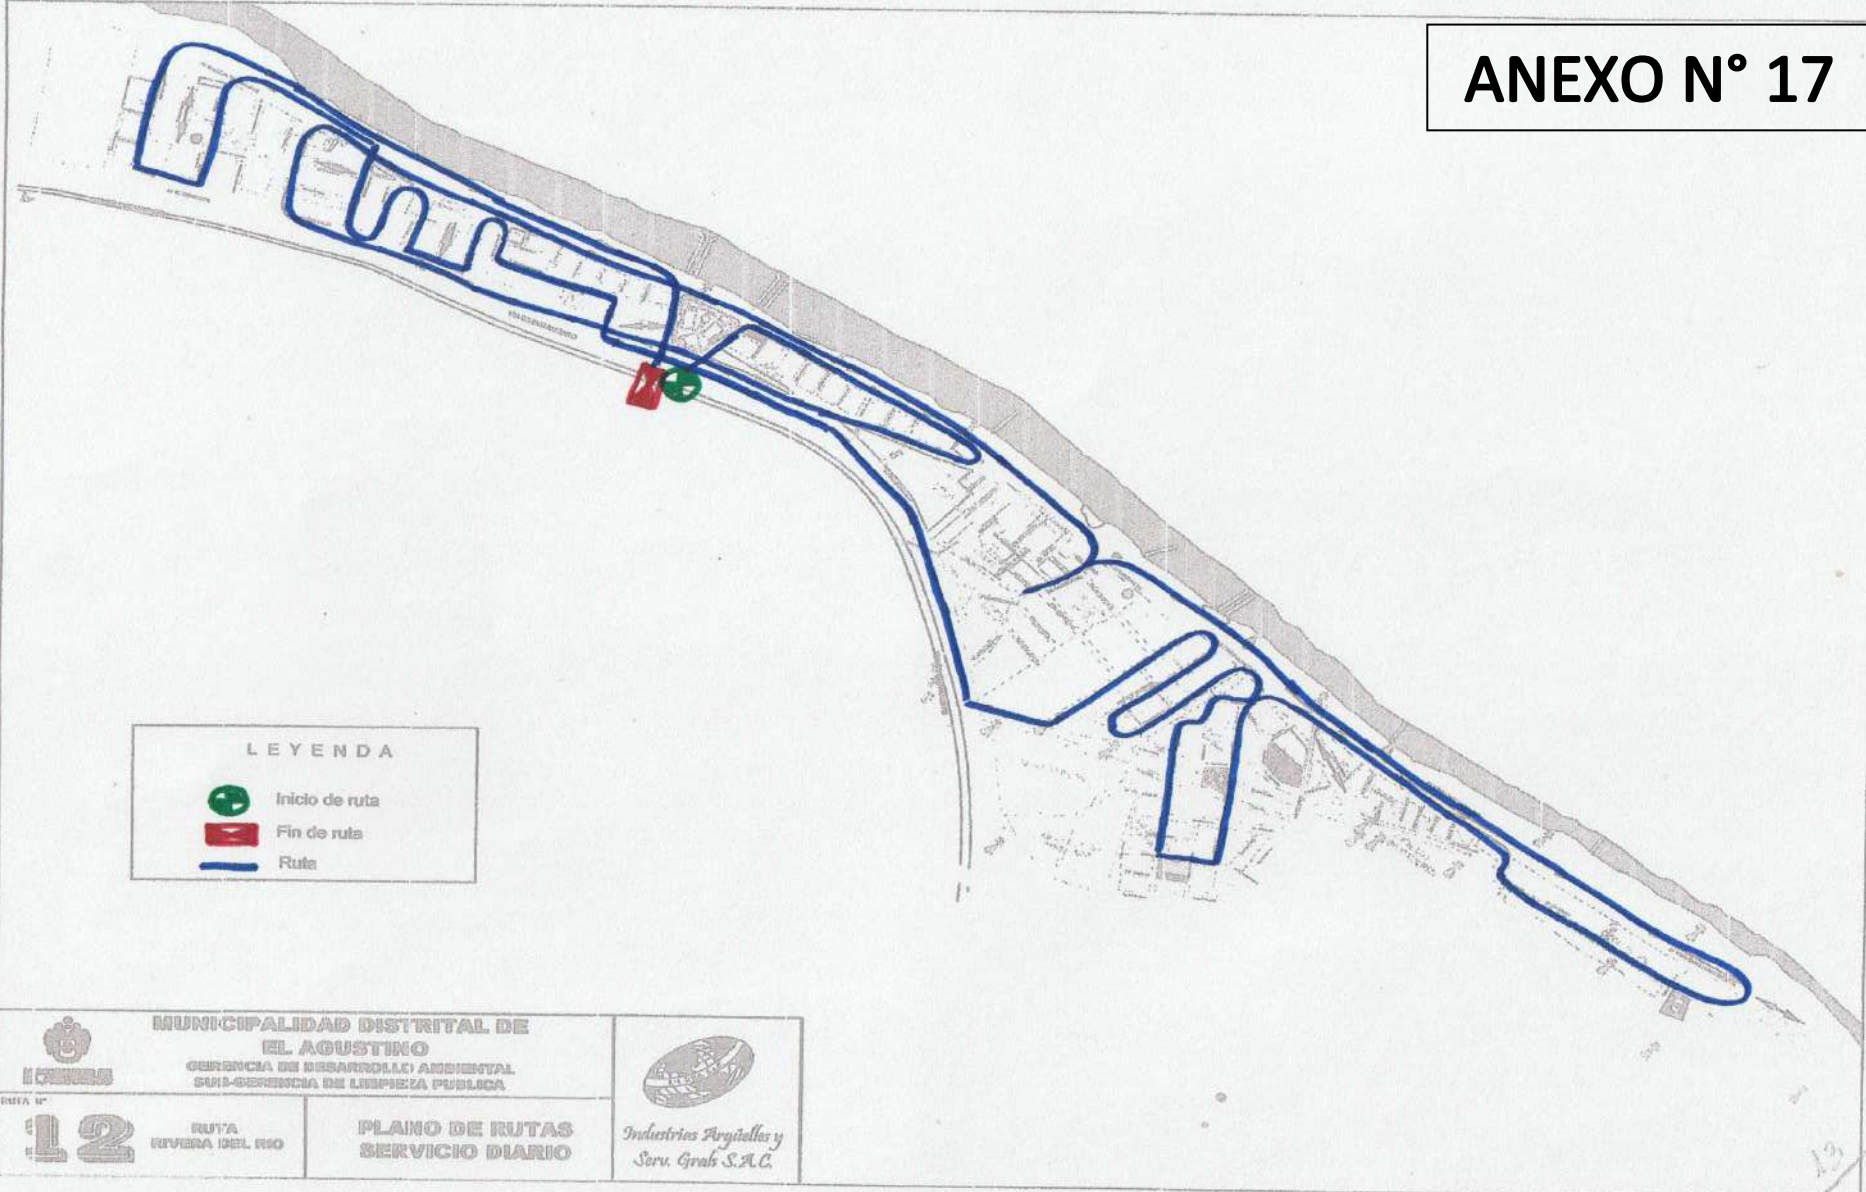 ANEXO N° 17
LEYENDA
Inicio de ruta
Fin de ruta
Ruta
MUNICIPALIDAD DISTRITAL DE
EL AGUSTINO
GERENCIA DE DESARROLLO AMBIENTAL
SUB-GERENCIA DE LIMPIEZA PUBLICA
RUTA N°
12
RUTA
RIVERA DEL RIO
PLANO DE RUTAS
SERVICIO DIARIO
Industrias Argüelles y
Serv. Grals S.A.C.
13